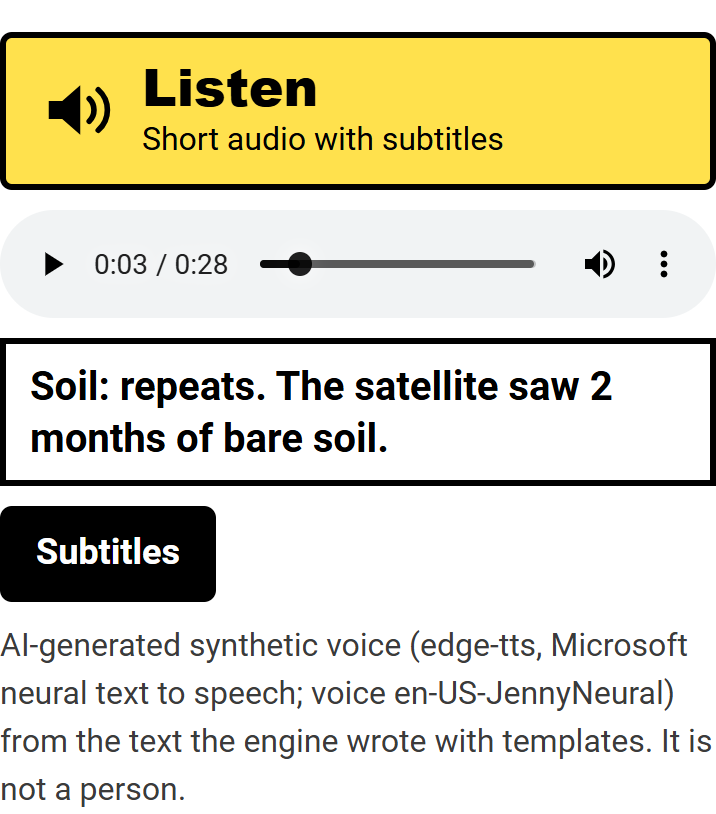 Listen
Short audio with subtitles
0:03 / 0:28
Soil: repeats. The satellite saw 2
months of bare soil.
Subtitles
AI-generated synthetic voice (edge-tts, Microsoft
neural text to speech; voice en-US-JennyNeural)
from the text the engine wrote with templates. It is
not a person.